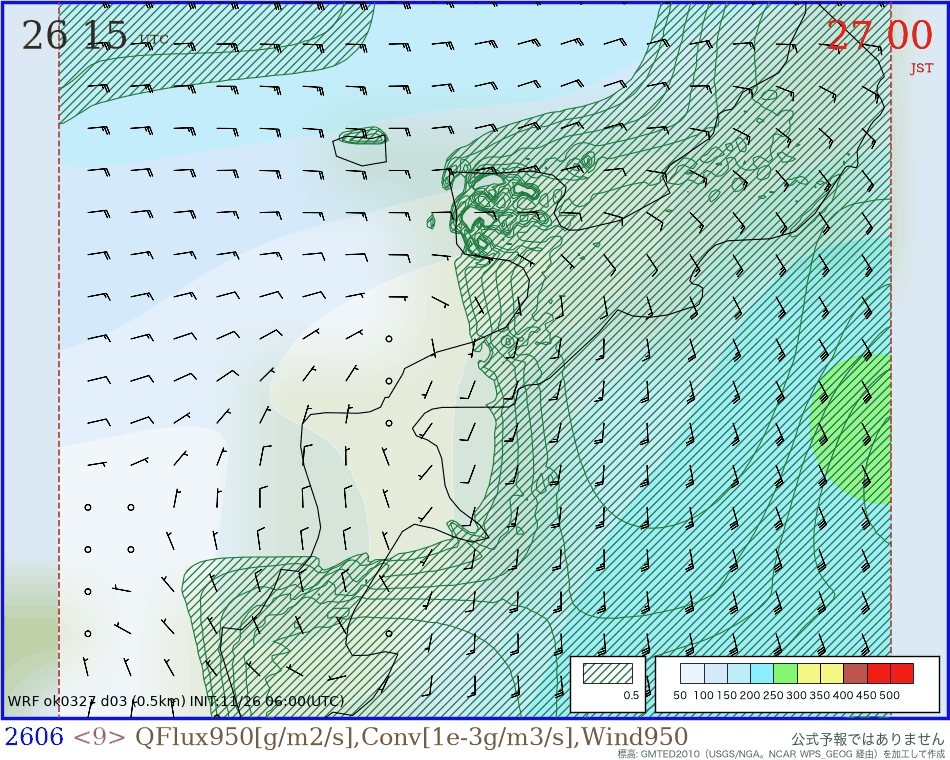 26 15 UTC
27 00
JST
0.5
50 100 150 200 250 300 350 400 450 500
WRF ok0327 d03 (0.5km) INIT:11/26 06:00(UTC)
2606 <9> QFlux950[g/m2/s],Conv[1e-3g/m3/s],Wind950
公式予報ではありません
標高: GMTED2010（USGS/NGA。NCAR WPS_GEOG 経由）を加工して作成